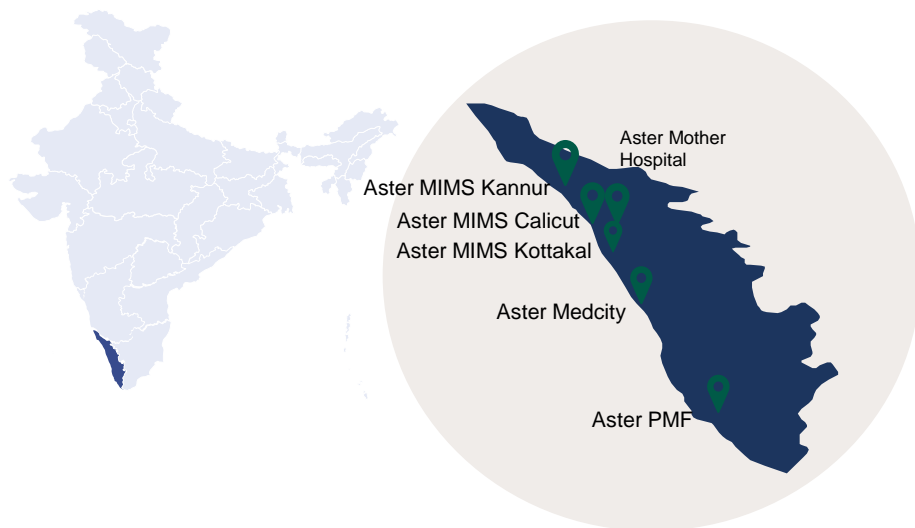 Aster Mother
Hospital
Aster MIMS Kannur
Aster MIMS Calicut
Aster MIMS Kottakal
Aster Medcity
Aster PMF